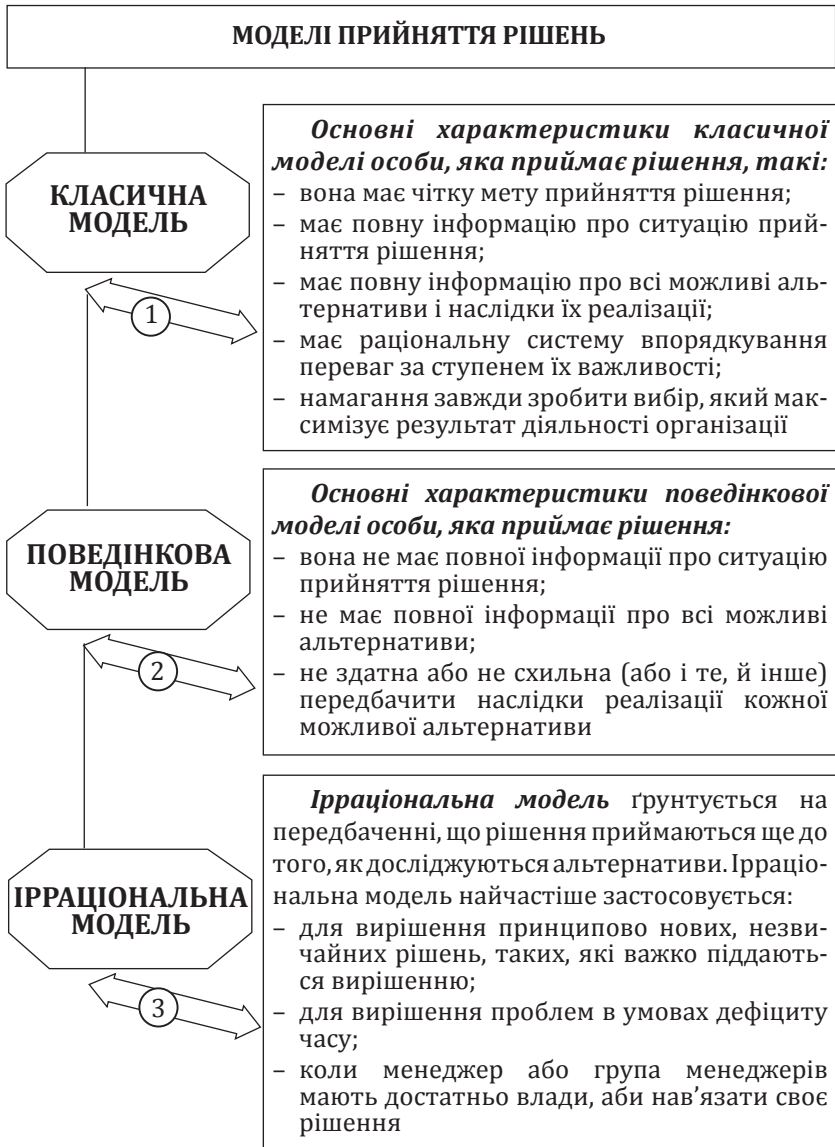 МОДЕЛІ ПРИЙНЯТТЯ РІШЕНЬ
КЛАСИЧНА
МОДЕЛЬ
1
Основні характеристики класичної
моделі особи, яка приймає рішення, такі:
– вона має чітку мету прийняття рішення;
– має повну інформацію про ситуацію прий-
няття рішення;
– має повну інформацію про всі можливі аль-
тернативи і наслідки їх реалізації;
– має раціональну систему впорядкування
переваг за ступенем їх важливості;
– намагання завжди зробити вибір, який мак-
симізує результат діяльності організації
ПОВЕДІНКОВА
МОДЕЛЬ
2
Основні характеристики поведінкової
моделі особи, яка приймає рішення:
– вона не має повної інформації про ситуацію
прийняття рішення;
– не має повної інформації про всі можливі
альтернативи;
– не здатна або не схильна (або і те, й інше)
передбачити наслідки реалізації кожної
можливої альтернативи
ІРРАЦІОНАЛЬНА
МОДЕЛЬ
3
Ірраціональна модель ґрунтується на
передбаченні, що рішення приймаються ще до
того, як досліджуються альтернативи. Ірраціо-
нальна модель найчастіше застосовується:
– для вирішення принципово нових, незви-
чайних рішень, таких, які важко піддають-
ся вирішенню;
– для вирішення проблем в умовах дефіциту
часу;
– коли менеджер або група менеджерів
мають достатньо влади, аби нав'язати своє
рішення